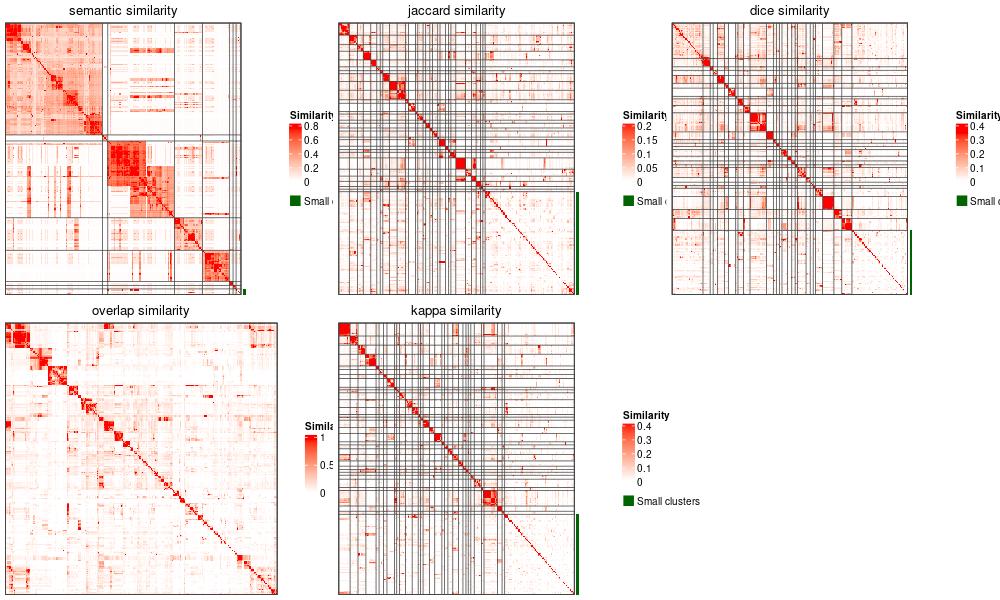 semantic similarity
jaccard similarity
dice similarity
Similarity
0.8
0.6
0.4
0.2
0
Small
Similarity
0.2
0.15
0.1
0.05
0
Small
Similarity
0.4
0.3
0.2
0.1
0
Small c
overlap similarity
kappa similarity
Simila
1
0.5
0
Similarity
0.4
0.3
0.2
0.1
0
Small clusters